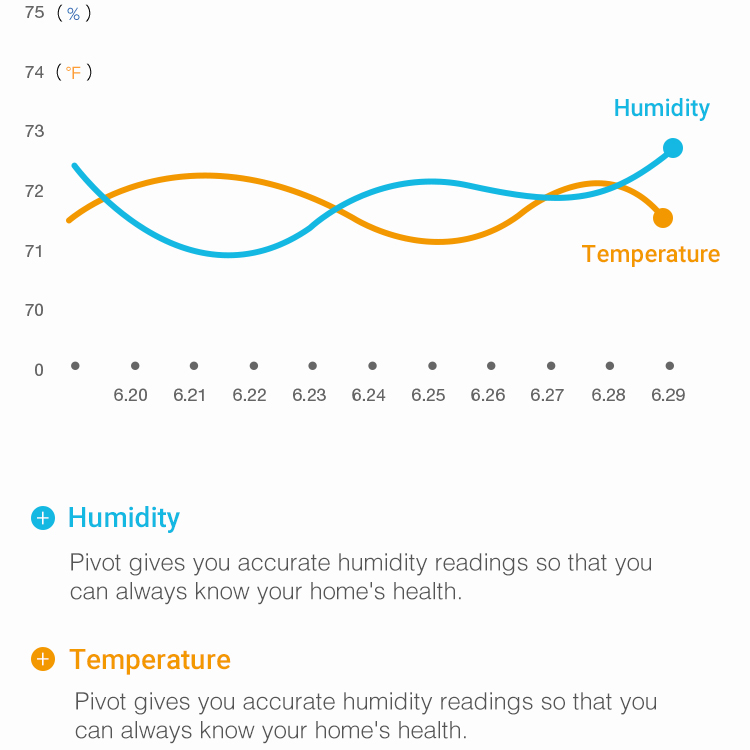 75 ( % )
74 ( °F )
Humidity
73
72
71
Temperature
70
0
6.20 6.21 6.22 6.23 6.24 6.25 6.26 6.27 6.28 6.29
+ Humidity
Pivot gives you accurate humidity readings so that you
can always know your home's health.
+ Temperature
Pivot gives you accurate humidity readings so that you
can always know your home's health.